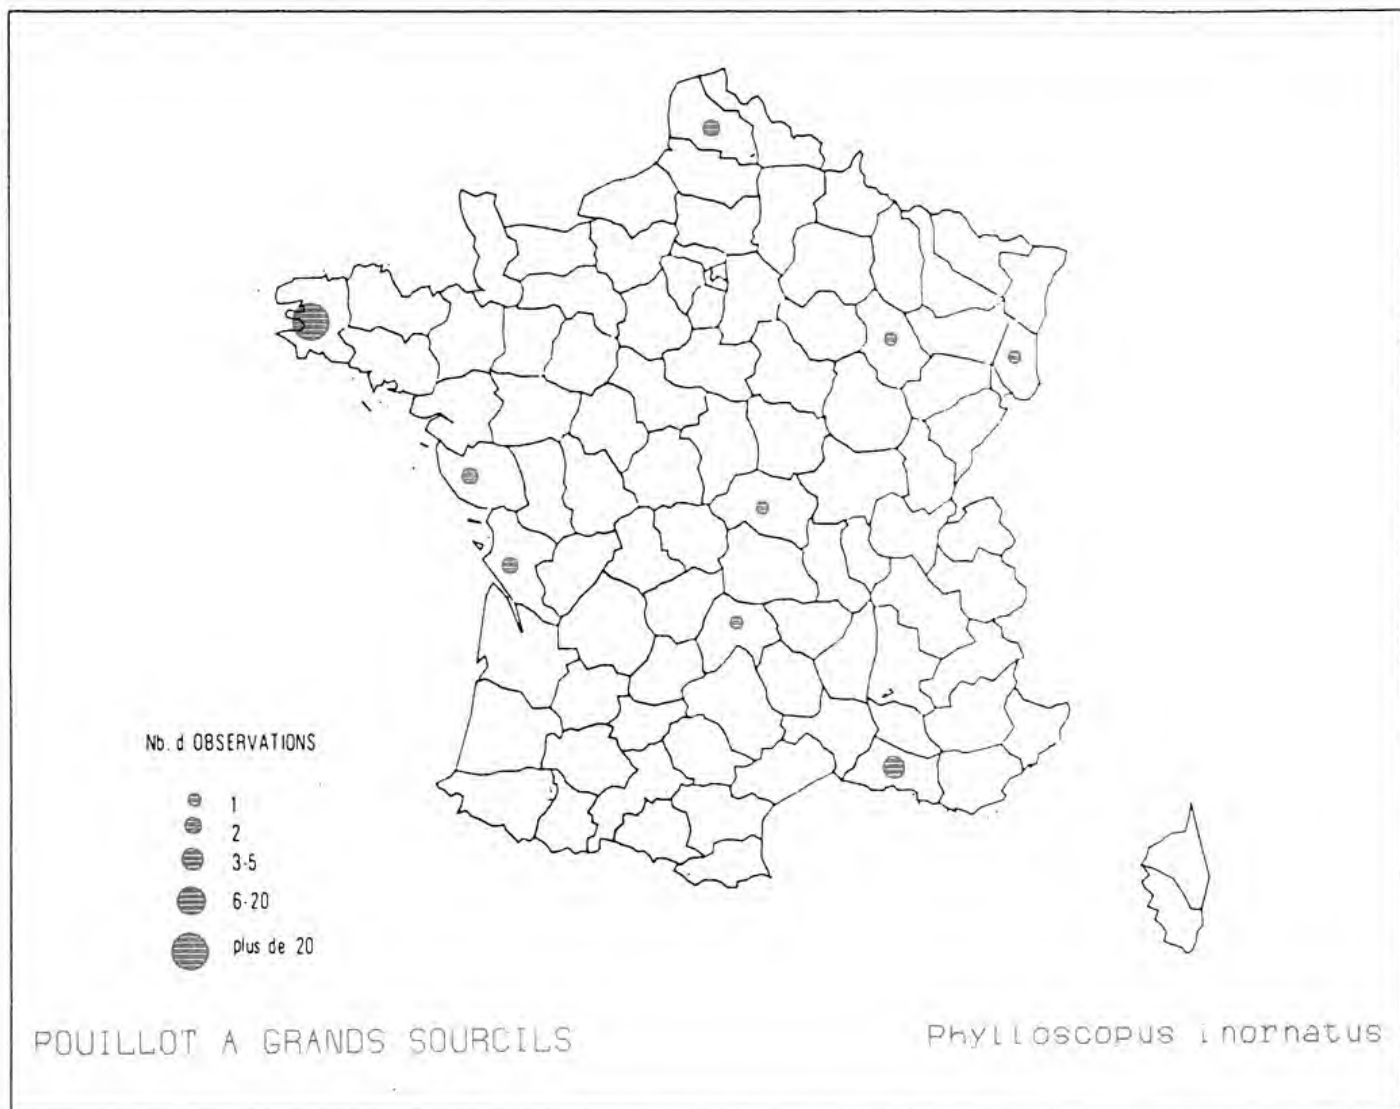 Nb. d OBSERVATIONS
1
2
3-5
6-20
plus de 20
POUILLOT A GRANDS SOURCILS
Phylloscopus inornatus